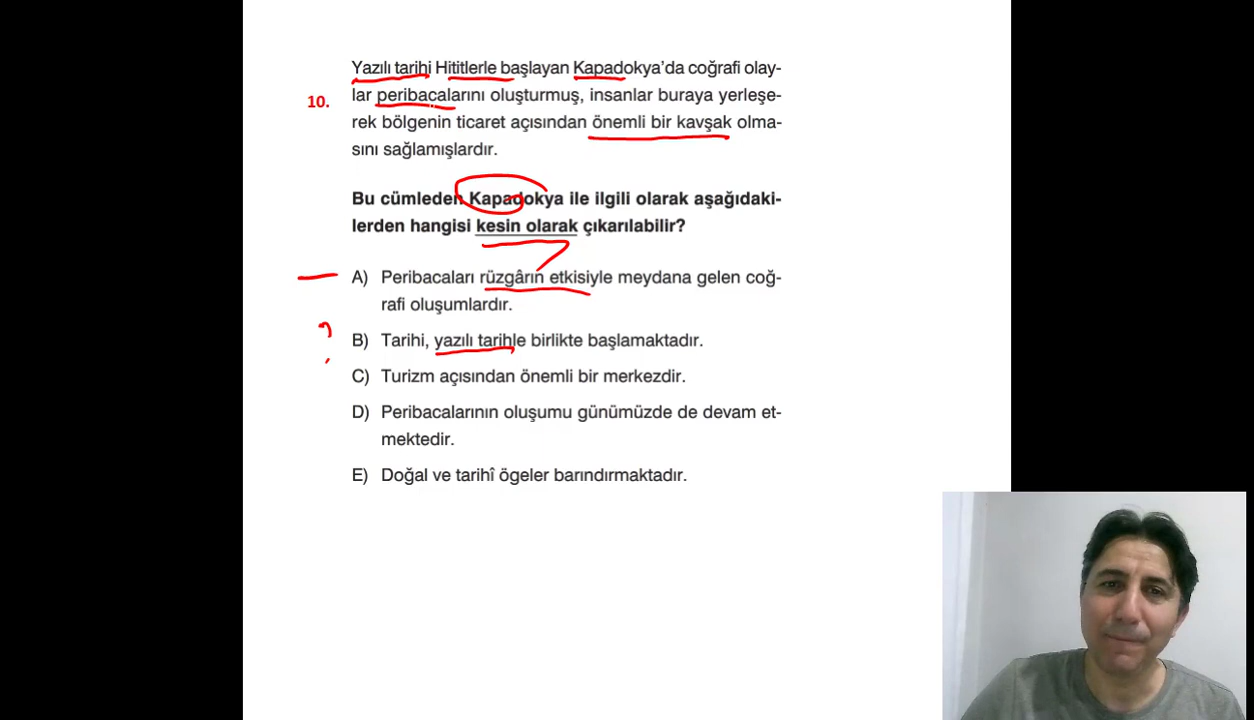 Yazılı tarihi Hititlerle başlayan Kapadokya'da coğrafi olay-
10. lar peribacalarını oluşturmuş, insanlar buraya yerleşe-
rek bölgenin ticaret açısından önemli bir kavşak olma-
sını sağlamışlardır.
Bu cümleden Kapadokya ile ilgili olarak aşağıdaki-
lerden hangisi kesin olarak çıkarılabilir?
A) Peribacaları rüzgârın etkisiyle meydana gelen coğ-
rafi oluşumlardır.
? B) Tarihi, yazılı tarihle birlikte başlamaktadır.
C) Turizm açısından önemli bir merkezdir.
D) Peribacalarının oluşumu günümüzde de devam et-
mektedir.
E) Doğal ve tarihî ögeler barındırmaktadır.